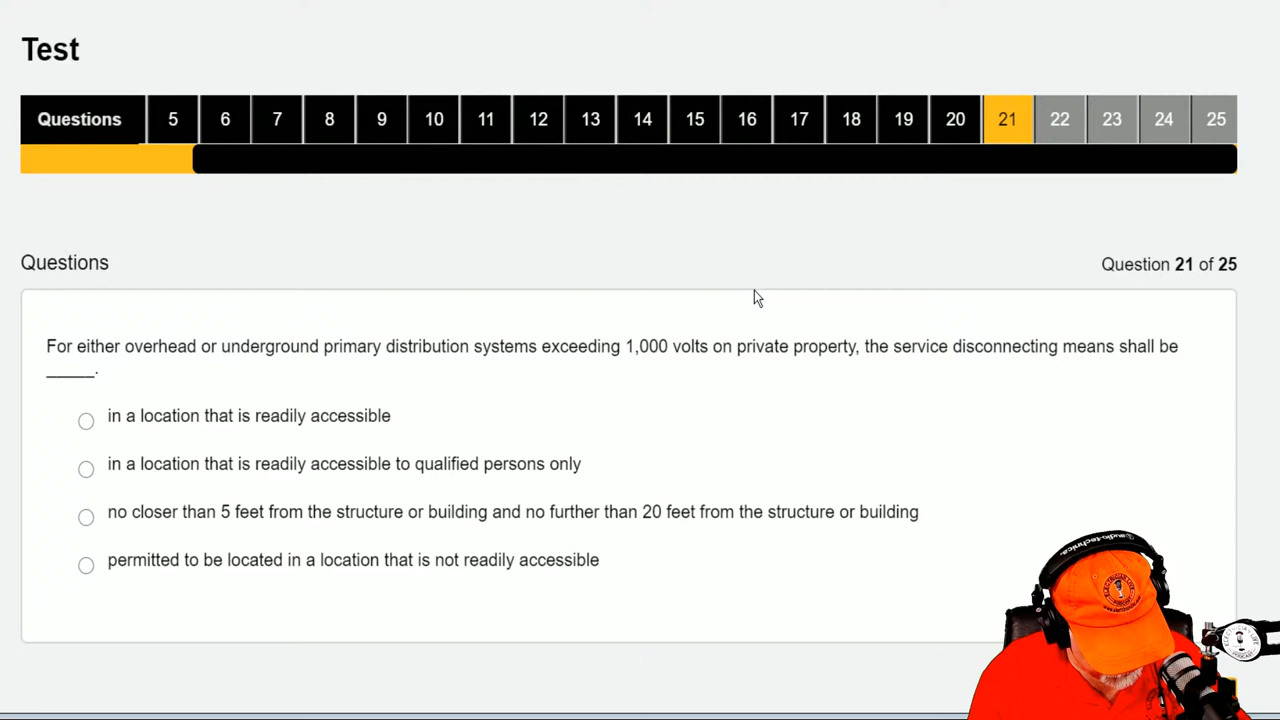 Test
Questions 5 6 7 8 9 10 11 12 13 14 15 16 17 18 19 20 21 22 23 24 25
Questions
Question 21 of 25
For either overhead or underground primary distribution systems exceeding 1,000 volts on private property, the service disconnecting means shall be
_____.
in a location that is readily accessible
in a location that is readily accessible to qualified persons only
no closer than 5 feet from the structure or building and no further than 20 feet from the structure or building
permitted to be located in a location that is not readily accessible
audio-technica